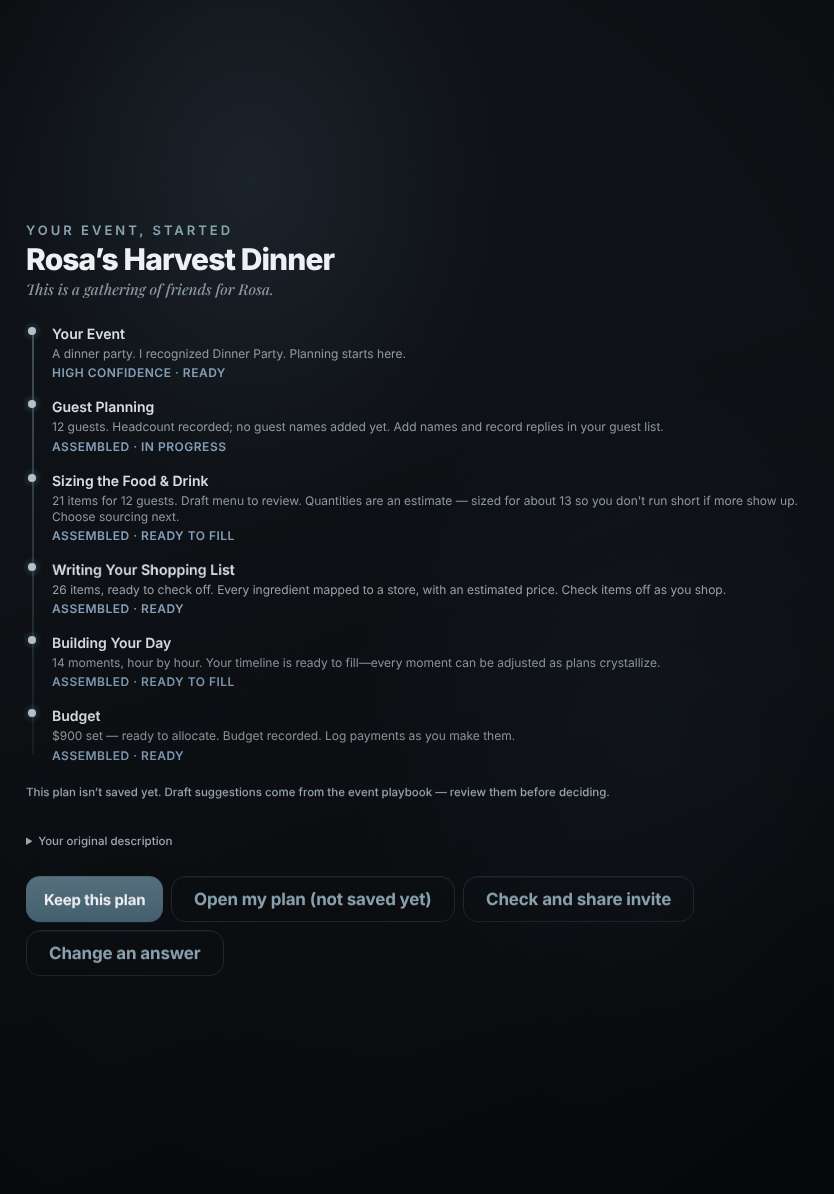 YOUR EVENT, STARTED
Rosa’s Harvest Dinner
This is a gathering of friends for Rosa.
Your Event
A dinner party. I recognized Dinner Party. Planning starts here.
HIGH CONFIDENCE · READY
Guest Planning
12 guests. Headcount recorded; no guest names added yet. Add names and record replies in your guest list.
ASSEMBLED · IN PROGRESS
Sizing the Food & Drink
21 items for 12 guests. Draft menu to review. Quantities are an estimate — sized for about 13 so you don't run short if more show up.
Choose sourcing next.
ASSEMBLED · READY TO FILL
Writing Your Shopping List
26 items, ready to check off. Every ingredient mapped to a store, with an estimated price. Check items off as you shop.
ASSEMBLED · READY
Building Your Day
14 moments, hour by hour. Your timeline is ready to fill—every moment can be adjusted as plans crystallize.
ASSEMBLED · READY TO FILL
Budget
$900 set — ready to allocate. Budget recorded. Log payments as you make them.
ASSEMBLED · READY
This plan isn’t saved yet. Draft suggestions come from the event playbook — review them before deciding.
Your original description
Keep this plan
Open my plan (not saved yet)
Check and share invite
Change an answer